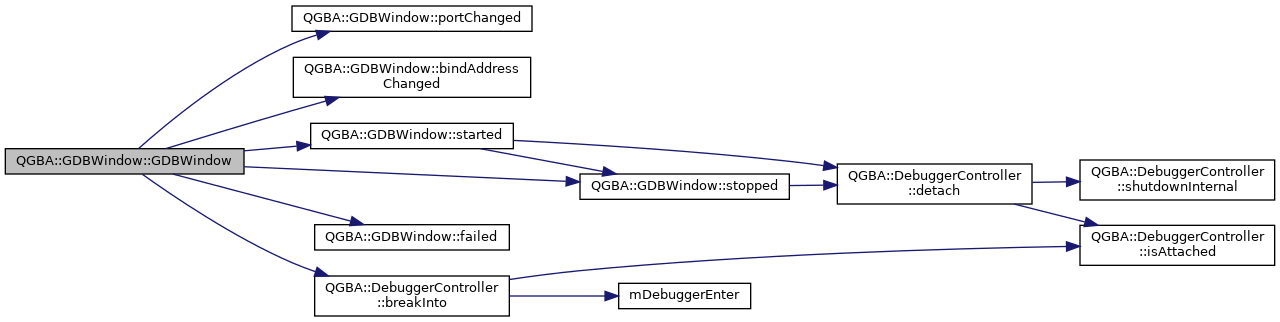 QGBA::GDBWindow::portChanged
QGBA::GDBWindow::bindAddress
Changed
QGBA::GDBWindow::started
QGBA::GDBWindow::GDBWindow
QGBA::DebuggerController
::detach
QGBA::DebuggerController
::shutdownInternal
QGBA::GDBWindow::stopped
QGBA::GDBWindow::failed
QGBA::DebuggerController
::isAttached
QGBA::DebuggerController
::breakInto
mDebuggerEnter